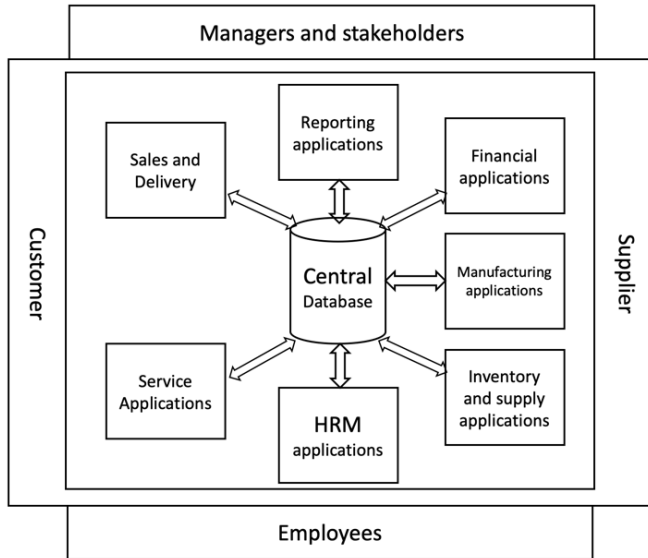 Managers and stakeholders
Reporting
applications
Sales and
Delivery
Financial
applications
Customer
Central
Database
Manufacturing
applications
Supplier
Service
Applications
HRM
applications
Inventory
and supply
applications
Employees